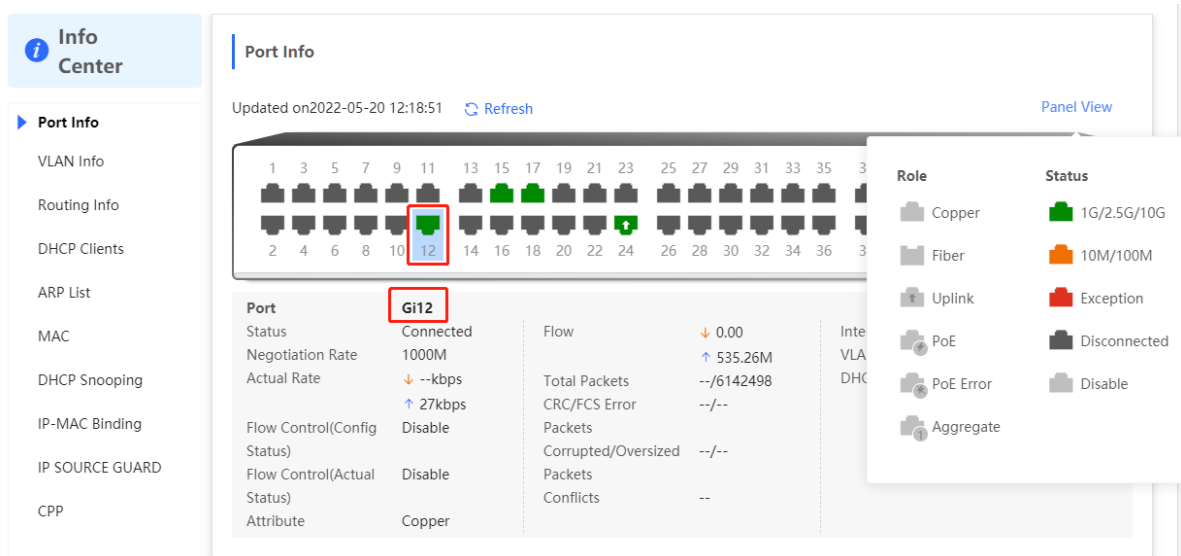 Info
Center
Port Info
VLAN Info
Routing Info
DHCP Clients
ARP List
MAC
DHCP Snooping
IP-MAC Binding
IP SOURCE GUARD
CPP
Port Info
Updated on2022-05-20 12:18:51 Refresh Panel View
1 3 5 7 9 11 13 15 17 19 21 23 25 27 29 31 33 35 3
2 4 6 8 10 12 14 16 18 20 22 24 26 28 30 32 34 36 3
Role Status
Copper 1G/2.5G/10G
Fiber 10M/100M
Uplink Exception
PoE Disconnected
PoE Error Disable
Aggregate 1
Port Gi12
Status Connected
Negotiation Rate 1000M
Actual Rate ↓ --kbps
↑ 27kbps
Flow Control(Config Disable
Status)
Flow Control(Actual Disable
Status)
Attribute Copper
Flow ↓ 0.00
↑ 535.26M
Total Packets --/6142498
CRC/FCS Error --/--
Packets
Corrupted/Oversized --/--
Packets
Conflicts --
Inte
VLA
DHC